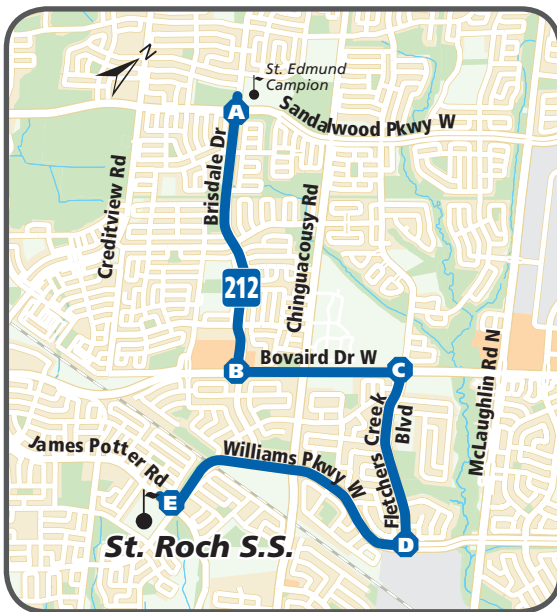 N
St. Edmund
Campion
A
Sandalwood Pkwy W
Brisdale Dr
Creditview Rd
Chinguacousy Rd
212
Bovaird Dr W
B
C
Fletchers Creek
Blvd
McLaughlin Rd N
James Potter Rd
Williams Pkwy W
E
D
St. Roch S.S.